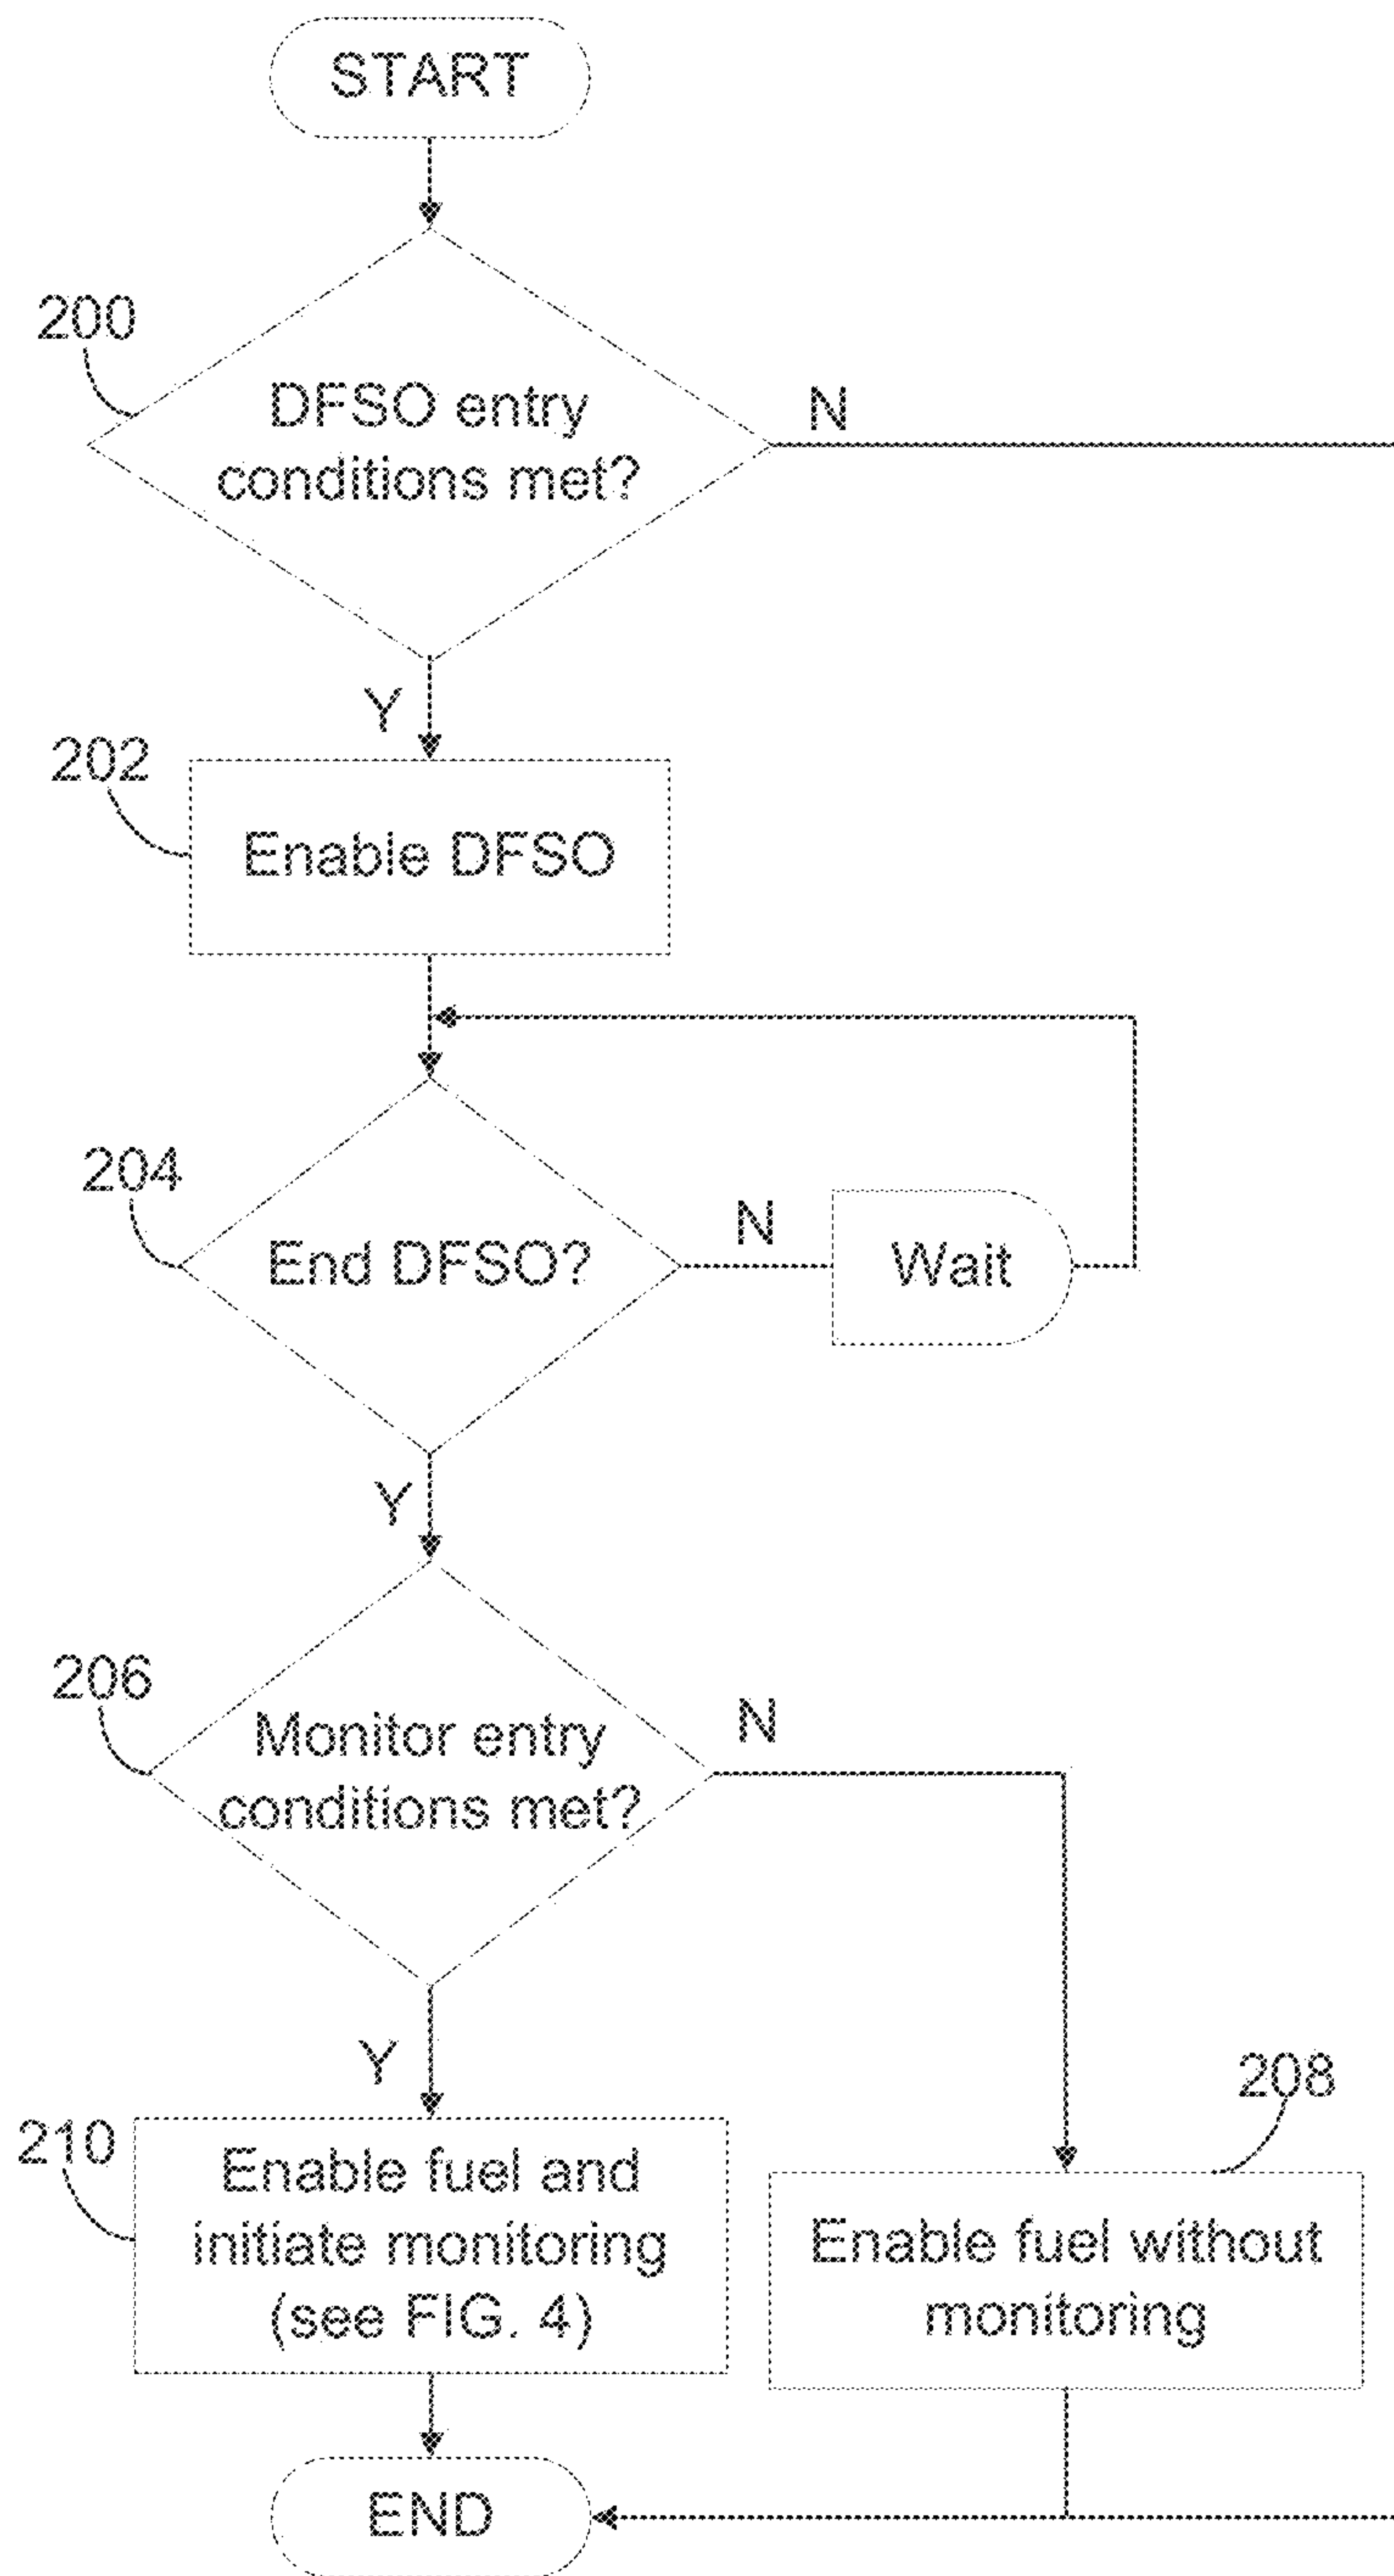 START
200
DFSO entry
conditions met?
N
Y
202
Enable DFSO
204
End DFSO?
N
Wait
Y
206
Monitor entry
conditions met?
N
Y
208
210
Enable fuel and
initiate monitoring
(see FIG. 4)
Enable fuel without
monitoring
END